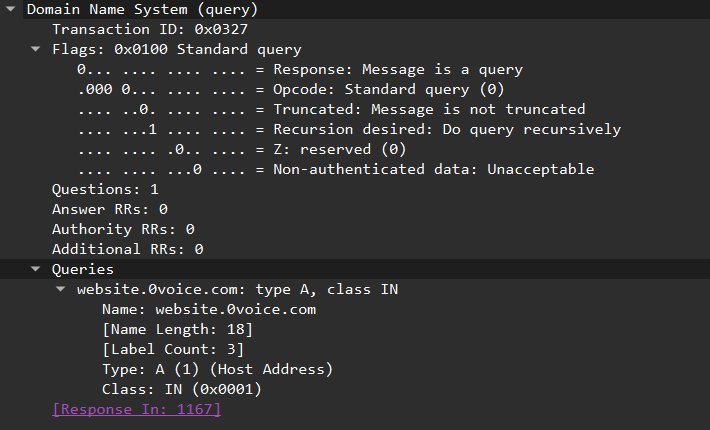 Domain Name System (query)
Transaction ID: 0x0327
Flags: 0x0100 Standard query
0... .... .... .... = Response: Message is a query
.000 0... .... .... = Opcode: Standard query (0)
.... ..0. .... .... = Truncated: Message is not truncated
.... ...1 .... .... = Recursion desired: Do query recursively
.... .... .0.. .... = Z: reserved (0)
.... .... ...0 .... = Non-authenticated data: Unacceptable
Questions: 1
Answer RRs: 0
Authority RRs: 0
Additional RRs: 0
Queries
website.0voice.com: type A, class IN
Name: website.0voice.com
[Name Length: 18]
[Label Count: 3]
Type: A (1) (Host Address)
Class: IN (0x0001)
[Response In: 1167]